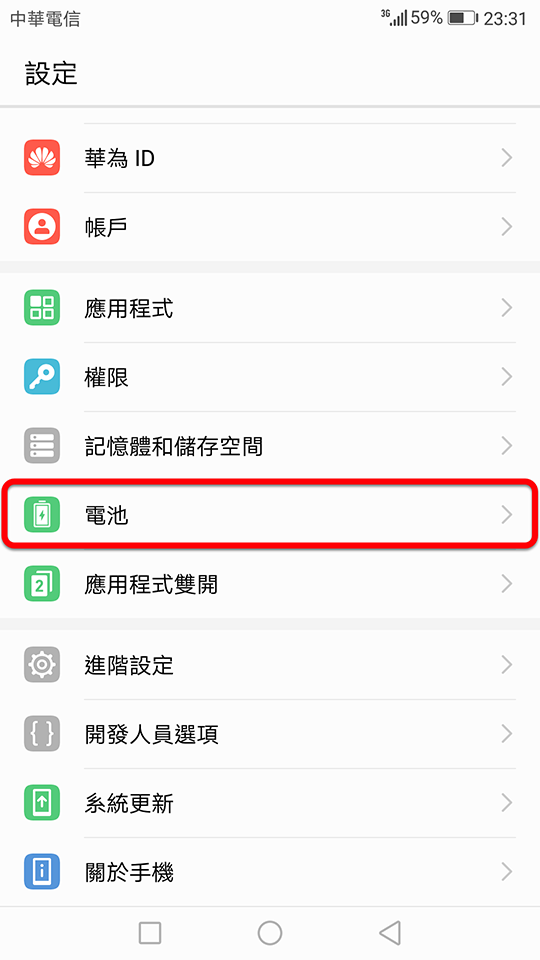 中華電信 3G 59% 23:31
設定
華為 ID
帳戶
應用程式
權限
記憶體和儲存空間
電池
2 應用程式雙開
進階設定
{ } 開發人員選項
系統更新
關於手機